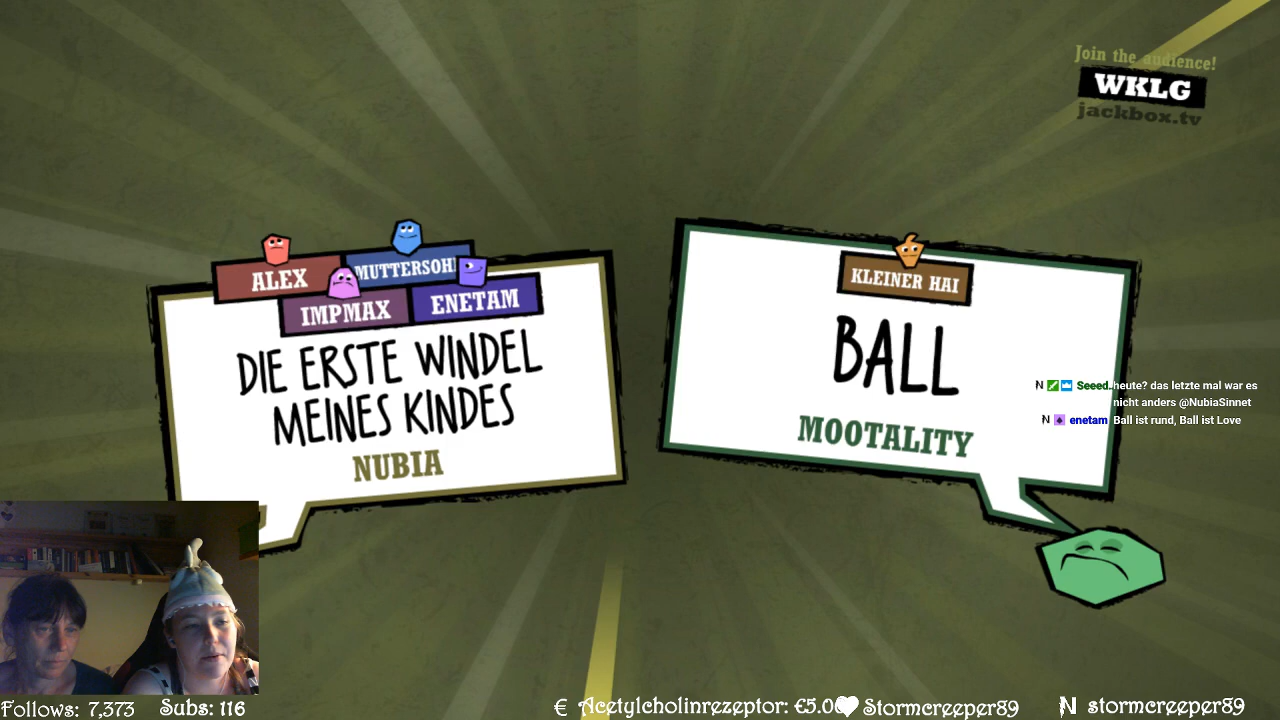 Join the audience!
WKLG
jackbox.tv
ALEX
IMPMAX
ENETAM
DIE ERSTE WINDEL
MEINES KINDES
NUBIA
KLEINER HAI
BALL
MOOTALITY
Seeed. heute? das letzte mal war es
nicht anders @NubiaSinnet
enetam Ball ist rund, Ball ist Love
Follows: 7,373 Subs: 116
€ Acetylcholinrezeptor: €5.0 Stormcreeper89 stormcreeper89